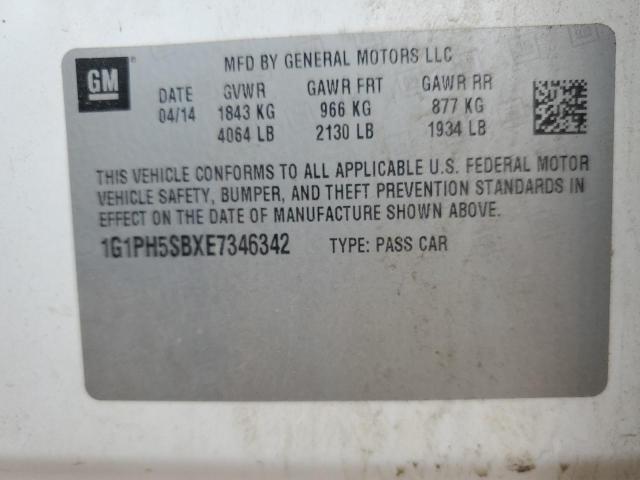 MFD BY GENERAL MOTORS LLC
GM
DATE GVWR GAWR FRT GAWR RR
04/14 1843 KG 966 KG 877 KG
4064 LB 2130 LB 1934 LB
THIS VEHICLE CONFORMS TO ALL APPLICABLE U.S. FEDERAL MOTOR
VEHICLE SAFETY, BUMPER, AND THEFT PREVENTION STANDARDS IN
EFFECT ON THE DATE OF MANUFACTURE SHOWN ABOVE.
1G1PH5SBXE7346342 TYPE: PASS CAR